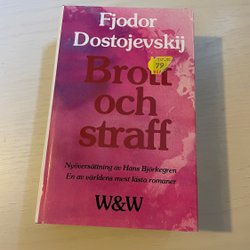 Fjodor
Dostojevskij
Brott
och
straff
Nyöversättning av Hans Björkegren
En av världens mest lästa romaner
W&W